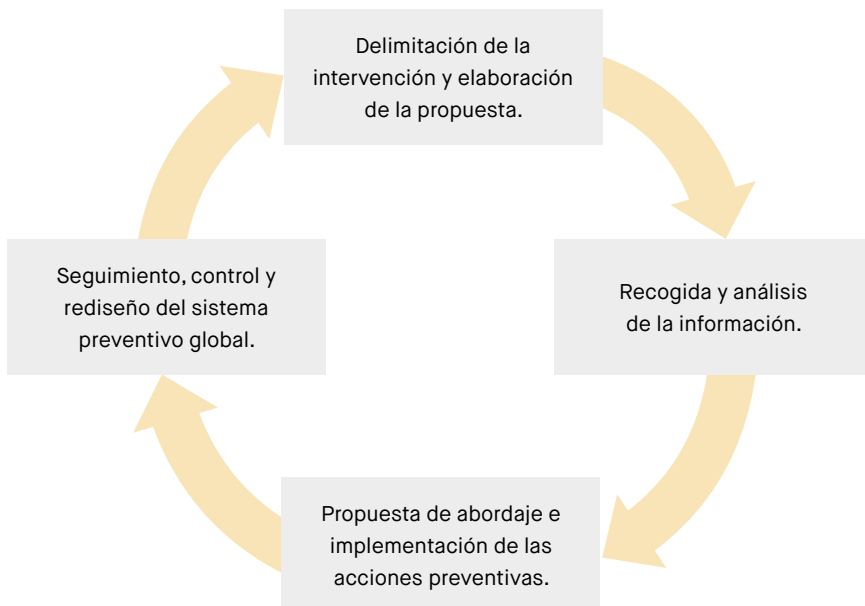 Delimitación de la
intervención y elaboración
de la propuesta.
Recogida y análisis
de la información.
Propuesta de abordaje e
implementación de las
acciones preventivas.
Seguimiento, control y
rediseño del sistema
preventivo global.